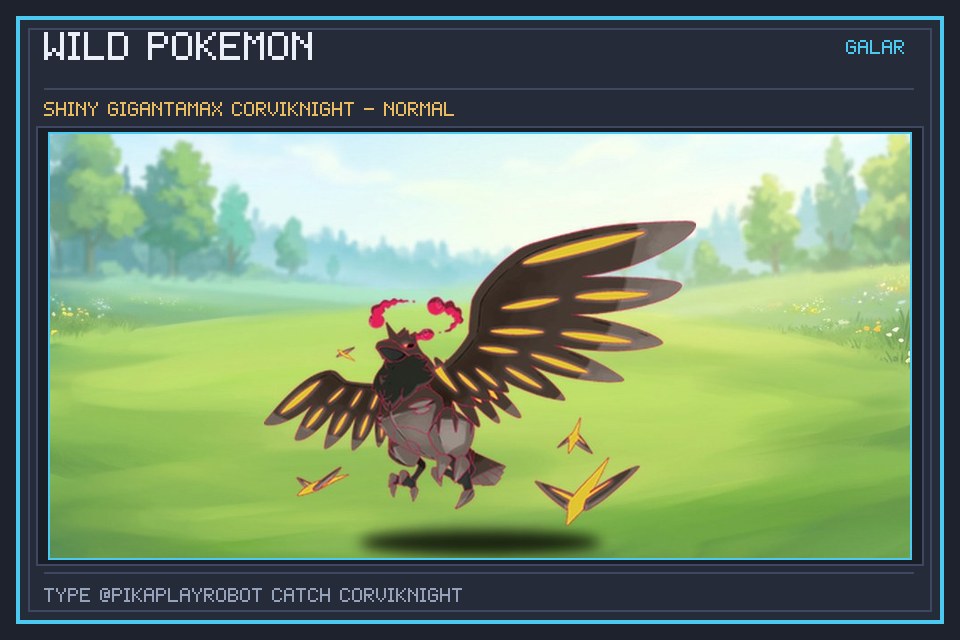 WILD POKEMON
GALAR
SHINY GIGANTAMAX CORVIKNIGHT - NORMAL
TYPE @PIKAPLAYROBOT CATCH CORVIKNIGHT